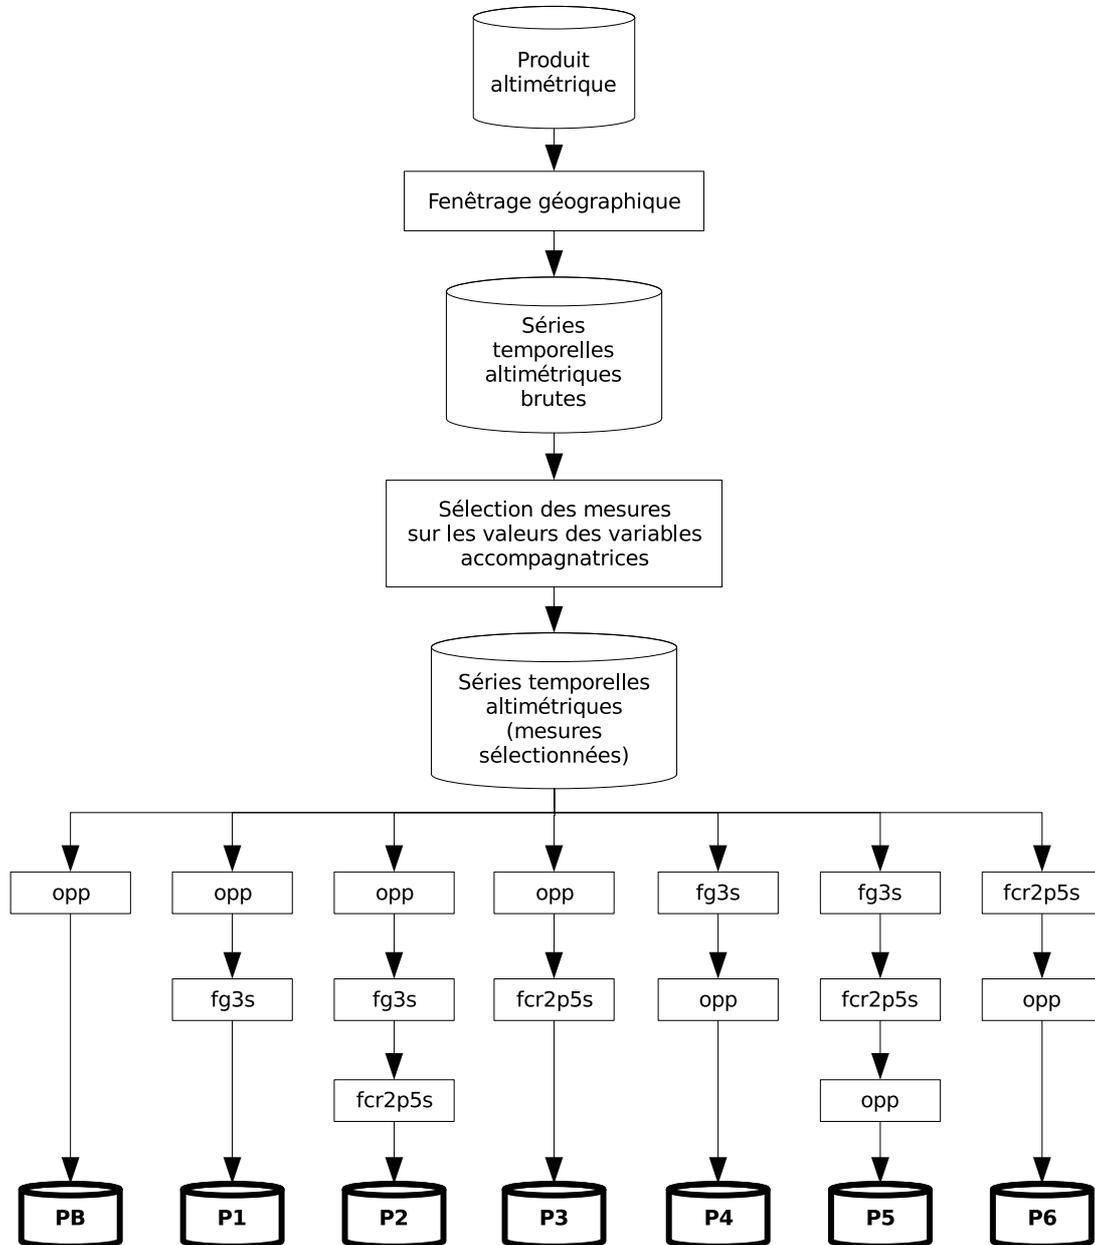 Produit
altimétrique
Fenêtrage géographique
Séries
temporelles
altimétriques
brutes
Sélection des mesures
sur les valeurs des variables
accompagnatrices
Séries temporelles
altimétriques
(mesures
sélectionnées)
opp opp opp opp fg3s fg3s fcr2p5s
fg3s fg3s fcr2p5s opp fcr2p5s opp
fcr2p5s opp
PB P1 P2 P3 P4 P5 P6